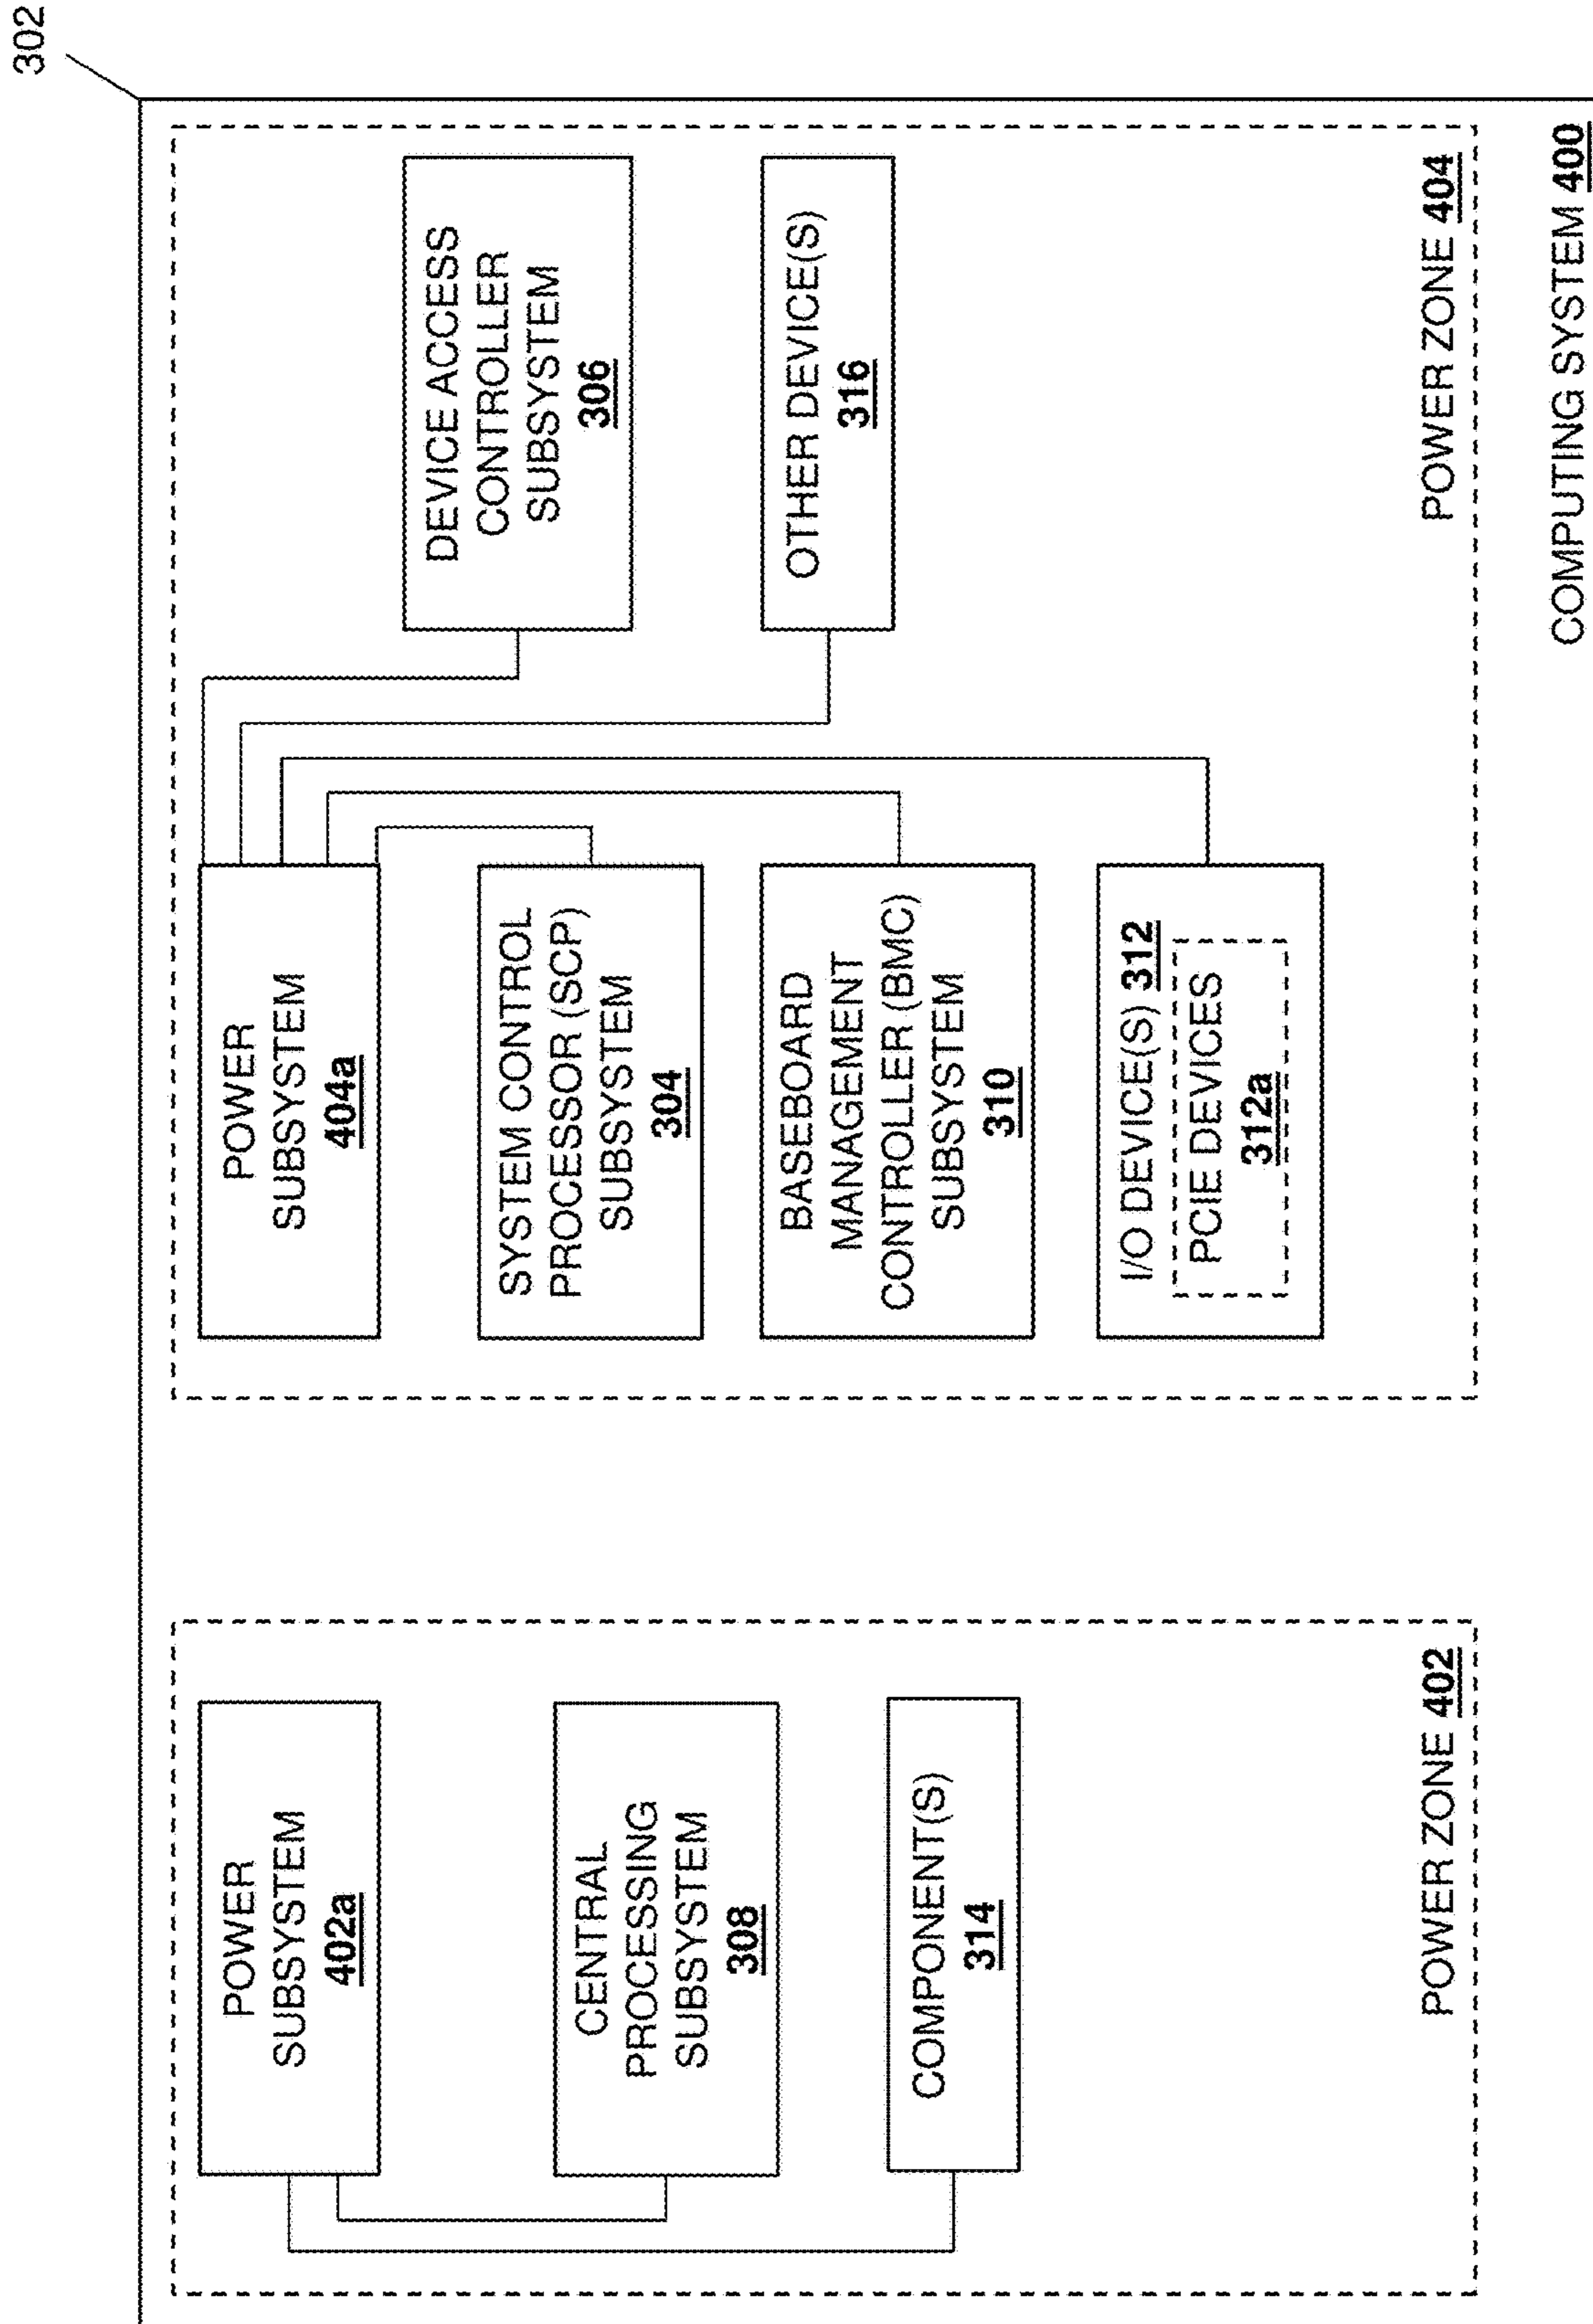 302
POWER
SUBSYSTEM
402a
CENTRAL
PROCESSING
SUBSYSTEM
308
COMPONENT(S)
314
POWER ZONE 402
POWER
SUBSYSTEM
404a
SYSTEM CONTROL
PROCESSOR (SCP)
SUBSYSTEM
304
BASEBOARD
MANAGEMENT
CONTROLLER (BMC)
SUBSYSTEM
310
I/O DEVICE(S) 312
PCIE DEVICES
312a
DEVICE ACCESS
CONTROLLER
SUBSYSTEM
306
OTHER DEVICE(S)
316
POWER ZONE 404
COMPUTING SYSTEM 400